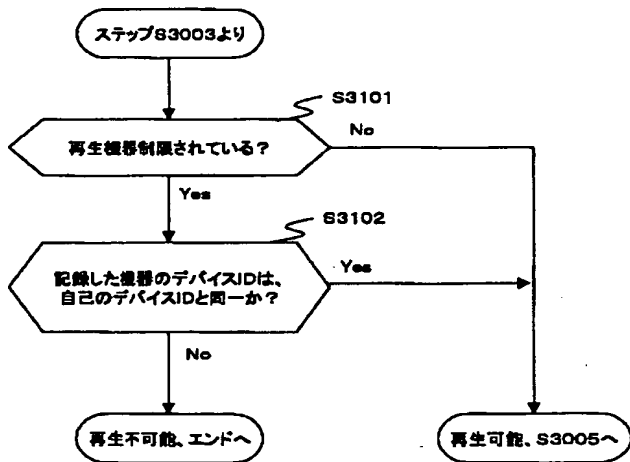 ステップS3003より
S3101
再生機器制限されている?
No
Yes
S3102
記録した機器のデバイスIDは、
自己のデバイスIDと同一か?
Yes
No
再生不可能、エンドへ
再生可能、S3005へ